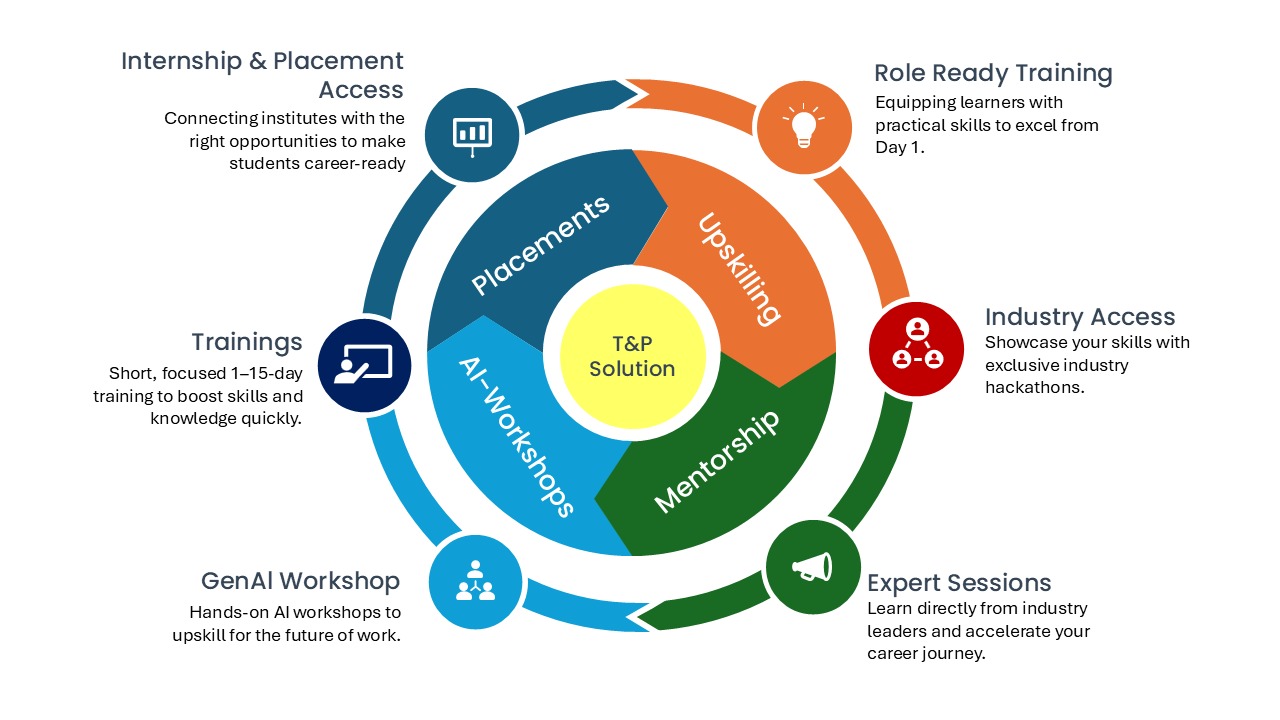 Internship & Placement
Access
Connecting institutes with the
right opportunities to make
students career-ready
Role Ready Training
Equipping learners with
practical skills to excel from
Day 1.
Placements
Upskilling
T&P
Solution
Industry Access
Showcase your skills with
exclusive industry
hackathons.
Trainings
Short, focused 1–15-day
training to boost skills and
knowledge quickly.
AI-Workshops
Mentorship
GenAI Workshop
Hands-on AI workshops to
upskill for the future of work.
Expert Sessions
Learn directly from industry
leaders and accelerate your
career journey.